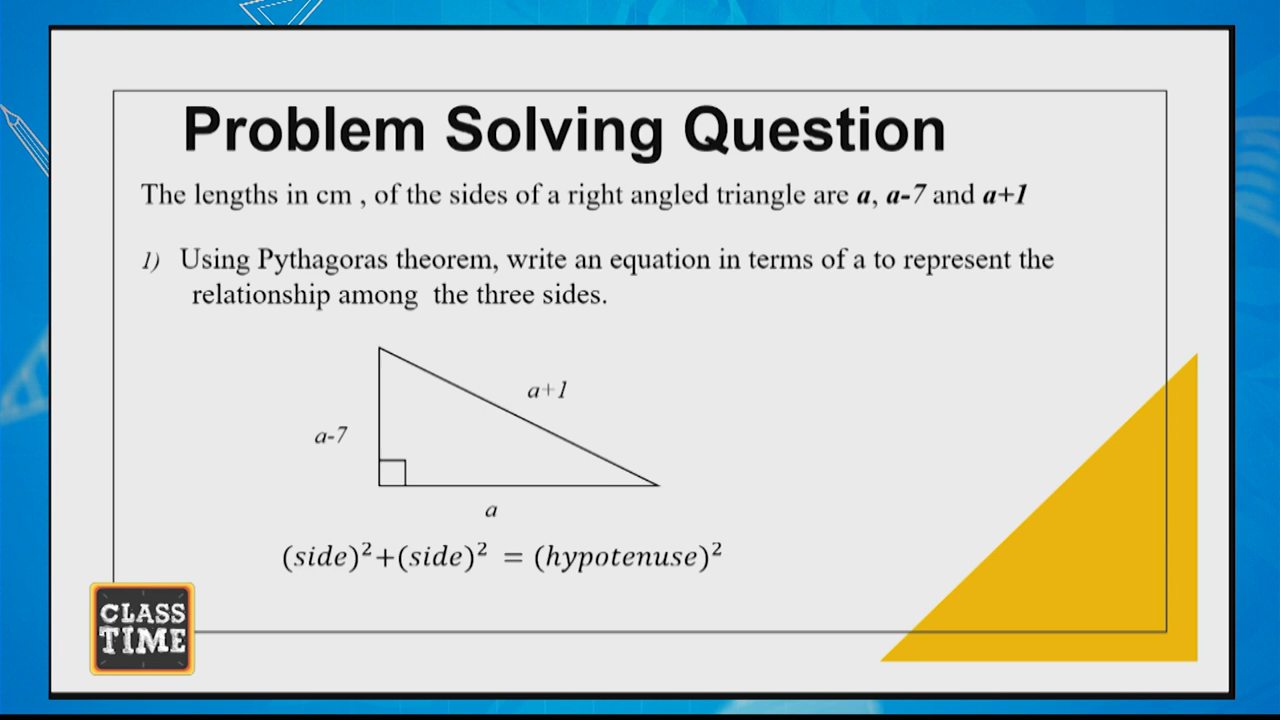 Problem Solving Question
The lengths in cm , of the sides of a right angled triangle are a, a-7 and a+1
1) Using Pythagoras theorem, write an equation in terms of a to represent the
relationship among the three sides.
a+1
a-7
a
(side)²+(side)² = (hypotenuse)²
CLASS
TIME